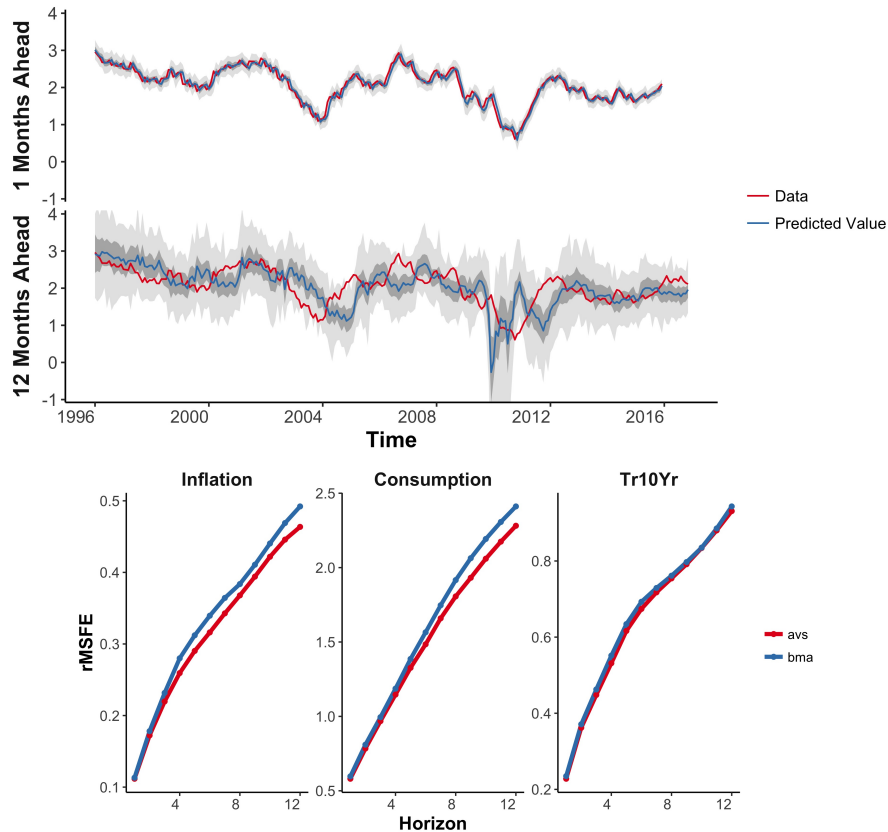 4
3
2
1
0
-1
1 Months Ahead
4
3
2
1
0
-1
12 Months Ahead
1996 2000 2004 2008 2012 2016
Time
Data
Predicted Value
Inflation Consumption Tr10Yr
0.5
0.4
0.3
0.2
0.1
rMSFE
2.5
2.0
1.5
1.0
0.5
0.8
0.6
0.4
0.2
4 8 12 4 8 12 4 8 12
Horizon
avs
bma